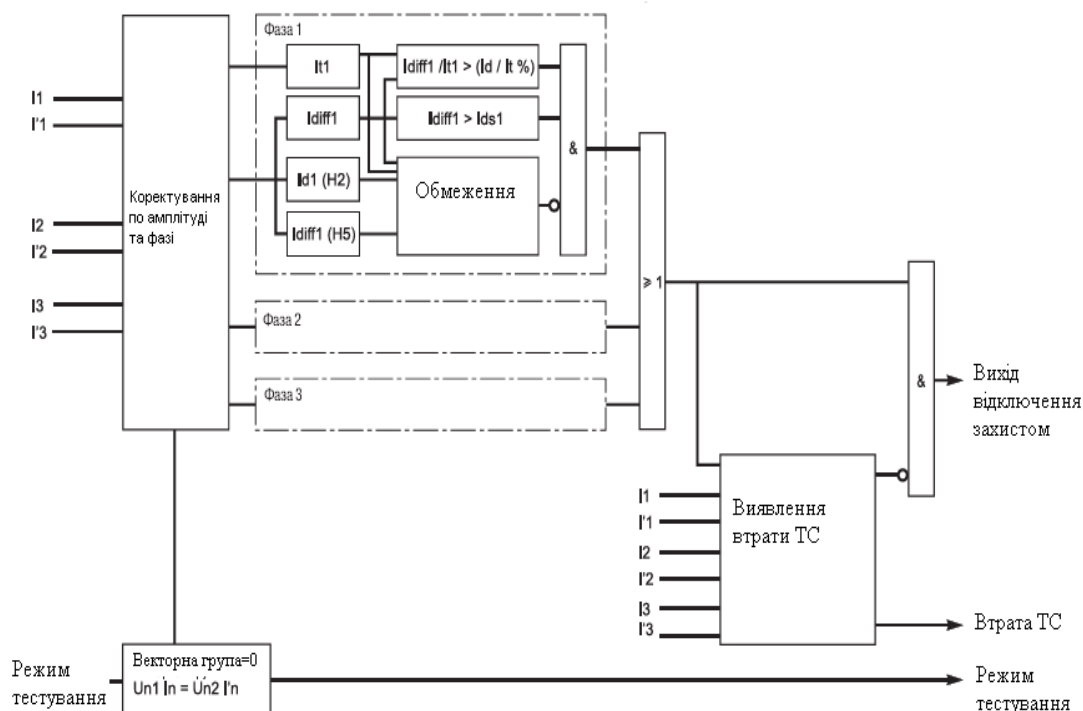 Фаза 1
It1
Idiff1 /It1 > (Id / It %)
I1
I'1
Idiff1
Idiff1 > Ids1
&
Id1 (H2)
Обмеження
Коректування
по амплітуді
та фазі
I2
I'2
Idiff1 (H5)
I3
I'3
⩾ 1
Фаза 2
Фаза 3
&
Вихід
відключення
захистом
I1
I'1
I2
I'2
I3
I'3
Виявлення
втрати ТС
Втрата ТС
Режим
тестування
Векторна група=0
Un1 In = Un2 I'n
Режим
тестування